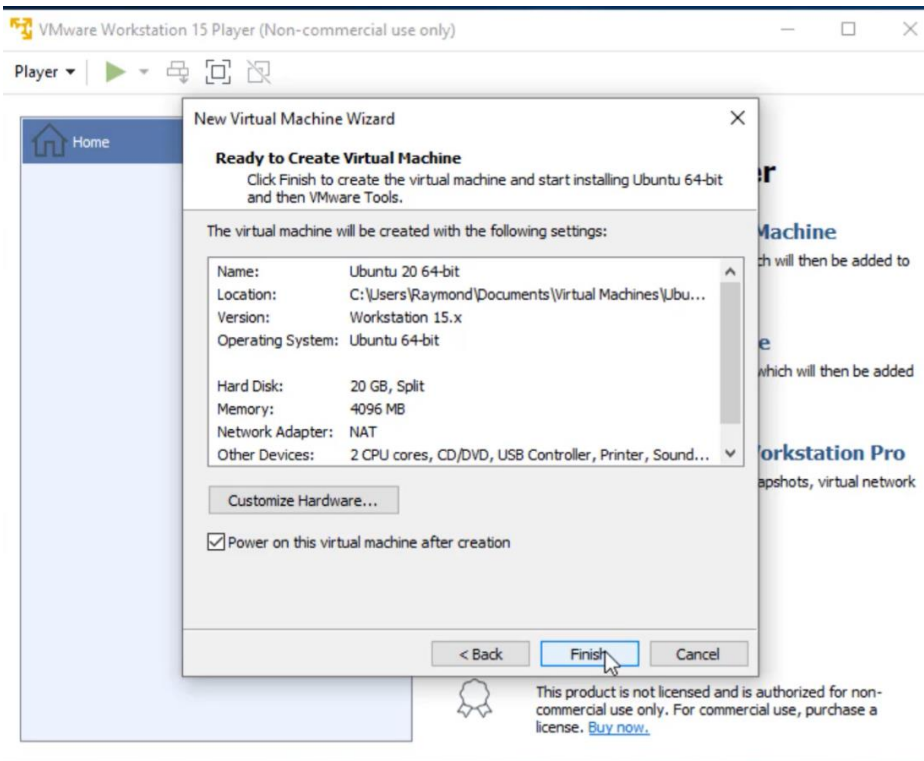 VMware Workstation 15 Player (Non-commercial use only)
Player
Home
New Virtual Machine Wizard
Ready to Create Virtual Machine
Click Finish to create the virtual machine and start installing Ubuntu 64-bit
and then VMware Tools.
The virtual machine will be created with the following settings:
Name: Ubuntu 20 64-bit
Location: C:\Users\Raymond\Documents\Virtual Machines\Ubu...
Version: Workstation 15.x
Operating System: Ubuntu 64-bit
Hard Disk: 20 GB, Split
Memory: 4096 MB
Network Adapter: NAT
Other Devices: 2 CPU cores, CD/DVD, USB Controller, Printer, Sound...
Customize Hardware...
Power on this virtual machine after creation
< Back Finish Cancel
er
Machine
ch will then be added to
e
which will then be added
Workstation Pro
apshots, virtual network
This product is not licensed and is authorized for non-
commercial use only. For commercial use, purchase a
license. Buy now.